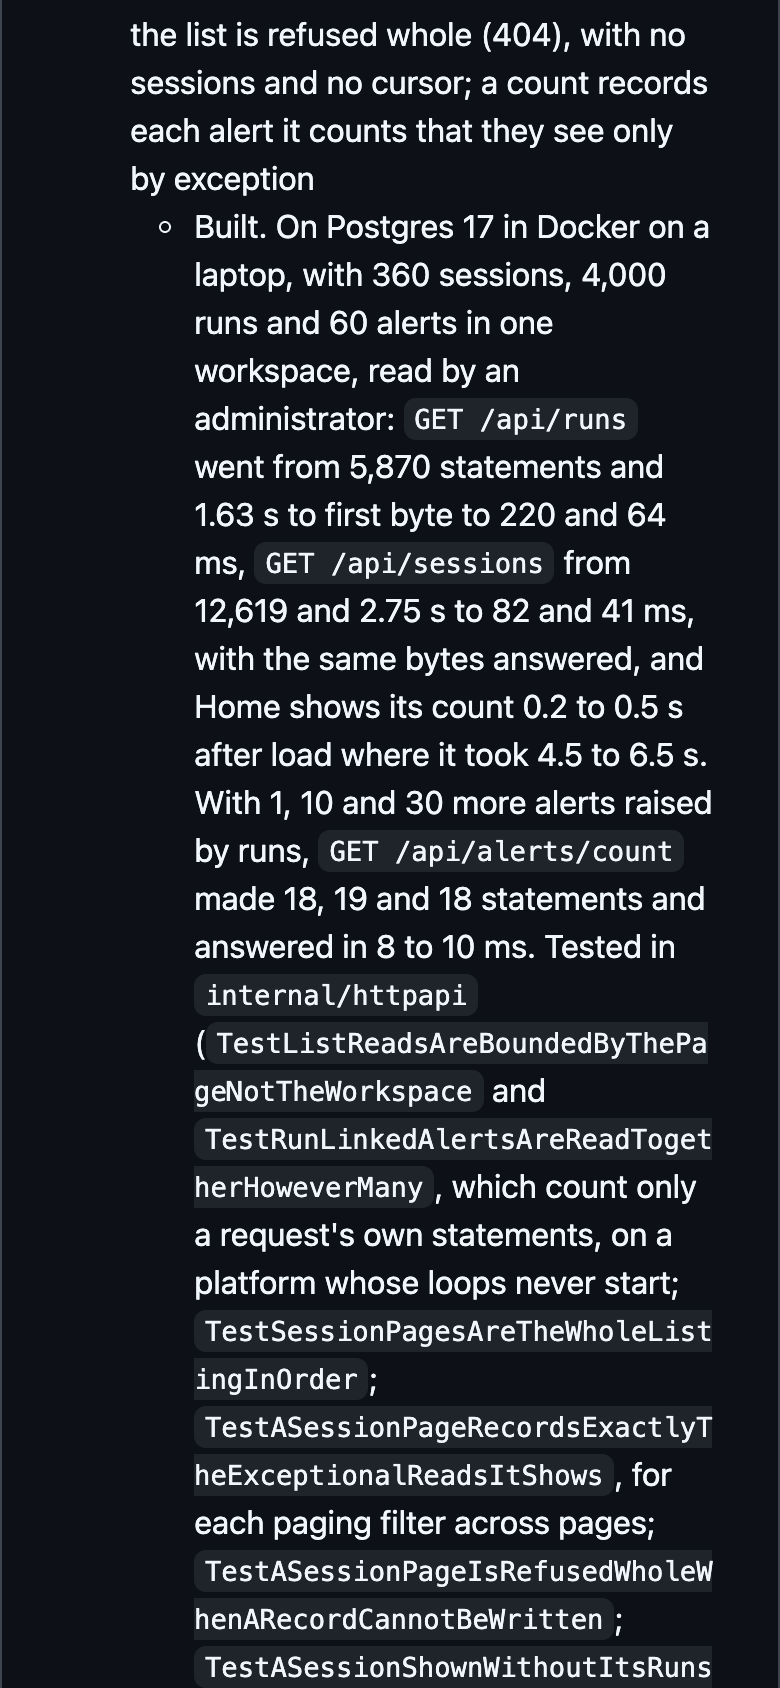 the list is refused whole (404), with no
sessions and no cursor; a count records
each alert it counts that they see only
by exception
Built. On Postgres 17 in Docker on a
laptop, with 360 sessions, 4,000
runs and 60 alerts in one
workspace, read by an
administrator: GET /api/runs
went from 5,870 statements and
1.63 s to first byte to 220 and 64
ms, GET /api/sessions from
12,619 and 2.75 s to 82 and 41 ms,
with the same bytes answered, and
Home shows its count 0.2 to 0.5 s
after load where it took 4.5 to 6.5 s.
With 1, 10 and 30 more alerts raised
by runs, GET /api/alerts/count
made 18, 19 and 18 statements and
answered in 8 to 10 ms. Tested in
internal/httpapi
(TestListReadsAreBoundedByThePa
geNotTheWorkspace and
TestRunLinkedAlertsAreReadToget
herHoweverMany, which count only
a request's own statements, on a
platform whose loops never start;
TestSessionPagesAreTheWholeList
ingInOrder;
TestASessionPageRecordsExactlyT
heExceptionalReadsItShows, for
each paging filter across pages;
TestASessionPageIsRefusedWholeW
henARecordCannotBeWritten;
TestASessionShownWithoutItsRuns